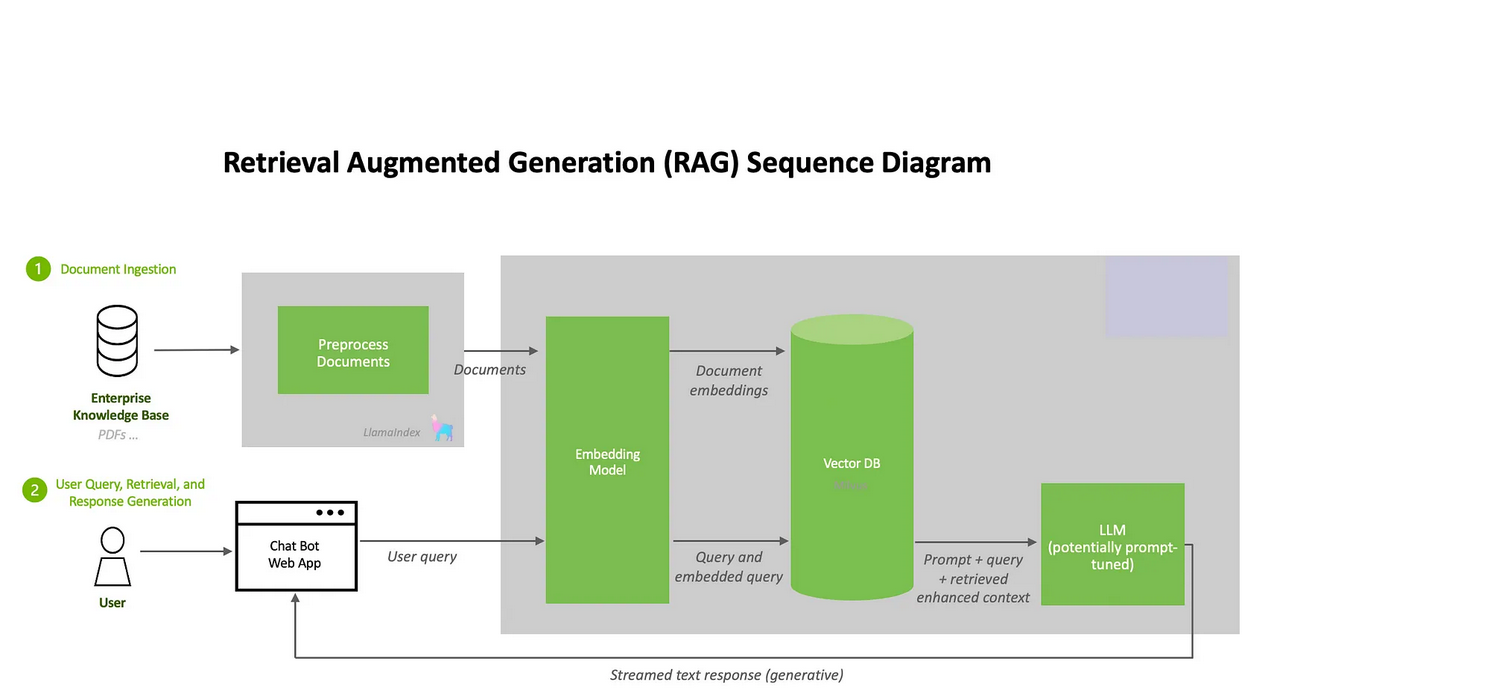 Retrieval Augmented Generation (RAG) Sequence Diagram
1 Document Ingestion
Enterprise
Knowledge Base
PDFs ...
Preprocess
Documents
LlamaIndex
Documents
Embedding
Model
Document
embeddings
Vector DB
2 User Query, Retrieval, and
Response Generation
User
Chat Bot
Web App
User query
Query and
embedded query
Prompt + query
+ retrieved
enhanced context
LLM
(potentially prompt-
tuned)
Streamed text response (generative)